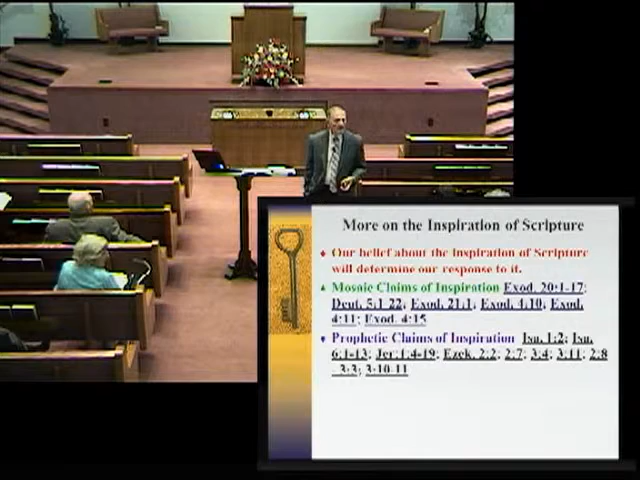 More on the Inspiration of Scripture
Our belief about the Inspiration of Scripture
will determine our response to it.
Mosaic Claims of Inspiration Exod. 20:1-17;
Deut. 5:1-22; Exod. 21:1; Exod. 4:10; Exod.
4:11; Exod. 4:15
Prophetic Claims of Inspiration Isa. 1:2; Isa.
6:1-13; Jer. 1:4-19; Ezek. 2:2; 2:7; 3:4; 3:11; 2:8
- 3:3; 3:10-11